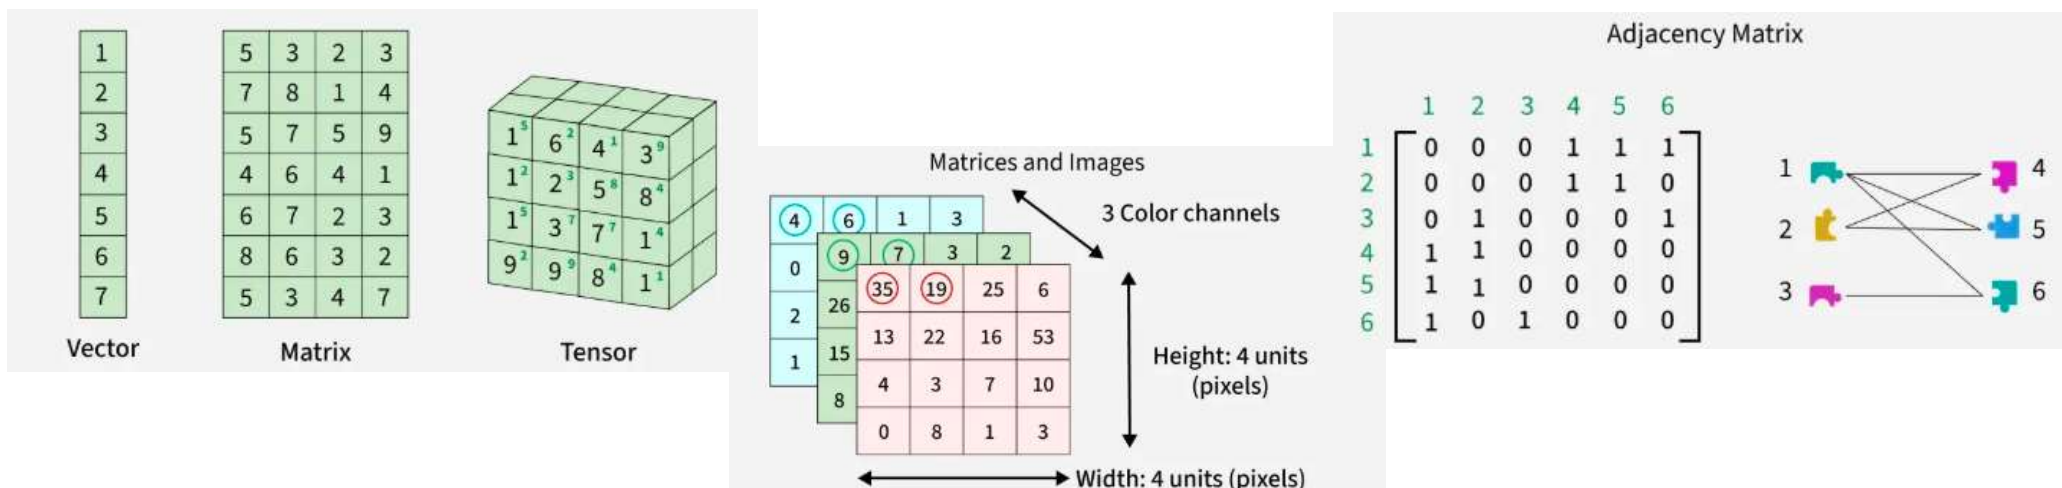 1
2
3
4
5
6
7
Vector
5 3 2 3
7 8 1 4
5 7 5 9
4 6 4 1
6 7 2 3
8 6 3 2
5 3 4 7
Matrix
1 5 6 2 4 1 3 9
1 2 2 3 5 8 8 4
1 5 3 7 7 7 1 4
9 2 9 9 8 4 1 1
Tensor
Matrices and Images
3 Color channels
4 6 1 3
0
2
1
9 7 3 2
26
15
8
35 19 25 6
13 22 16 53
4 3 7 10
0 8 1 3
Height: 4 units
(pixels)
Width: 4 units (pixels)
Adjacency Matrix
1 2 3 4 5 6
1 0 0 0 1 1 1
2 0 0 0 1 1 0
3 0 1 0 0 0 1
4 1 1 0 0 0 0
5 1 1 0 0 0 0
6 1 0 1 0 0 0
1 4
2 5
3 6